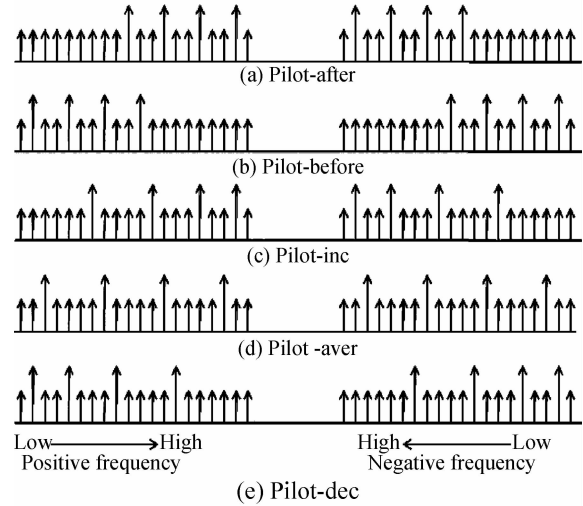 (a) Pilot-after
(b) Pilot-before
(c) Pilot-inc
(d) Pilot -aver
Low High High Low
Positive frequency Negative frequency
(e) Pilot-dec